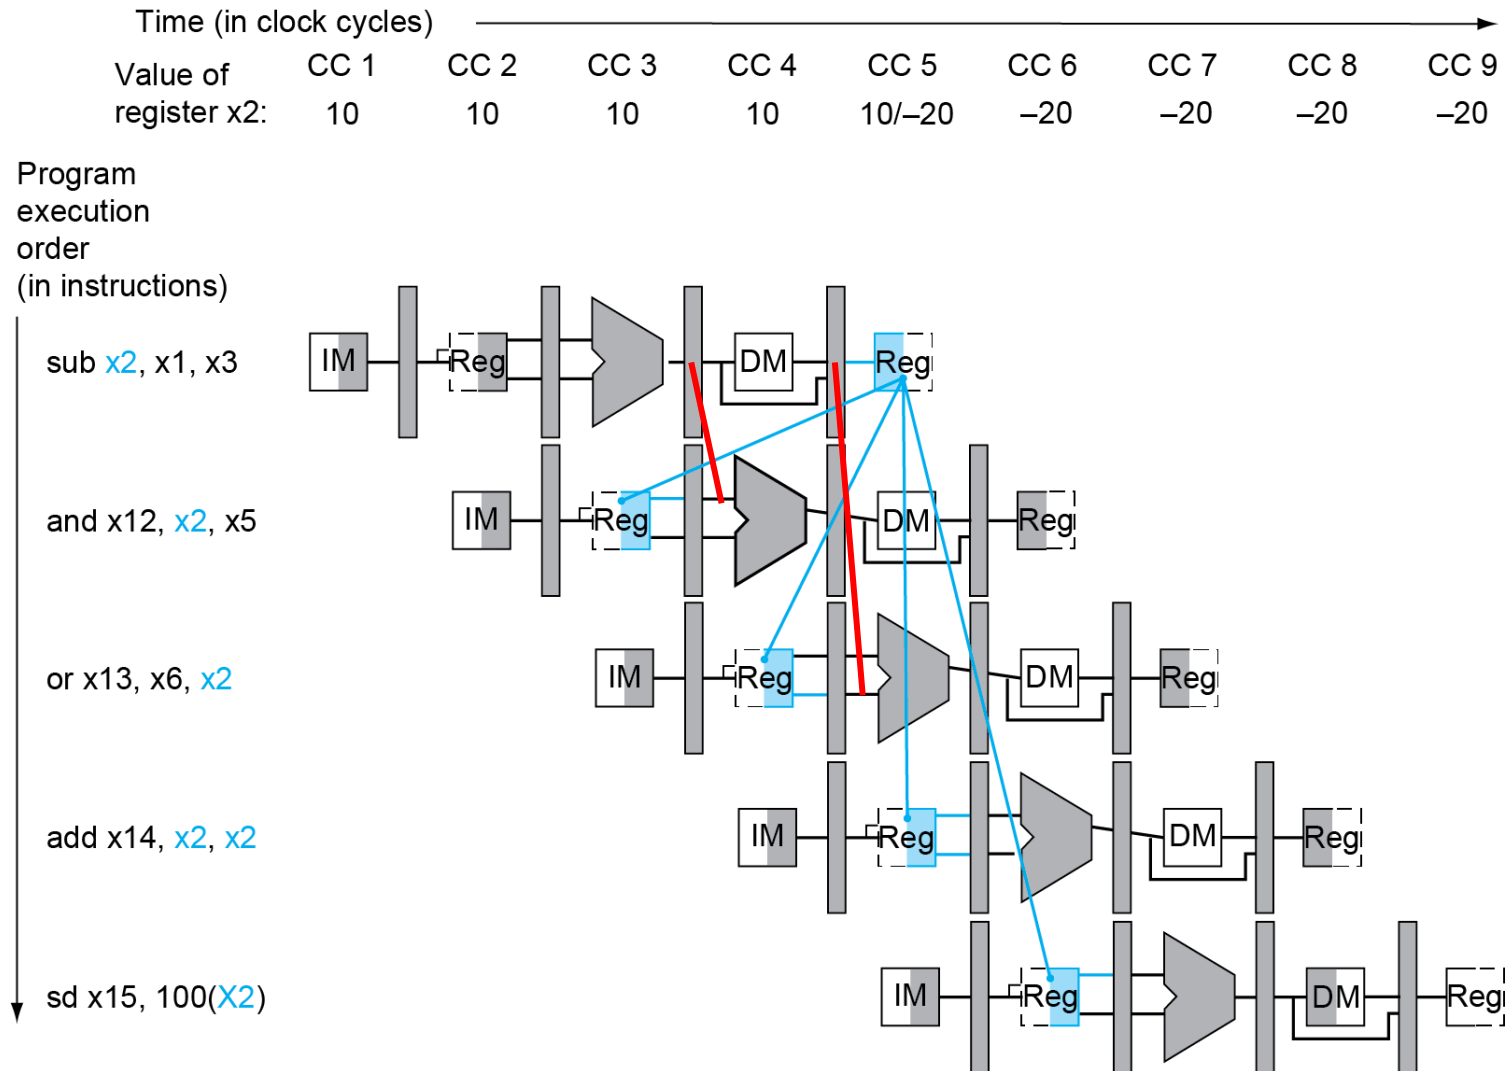 Time (in clock cycles)
Value of register x2:
CC 1 CC 2 CC 3 CC 4 CC 5 CC 6 CC 7 CC 8 CC 9
10 10 10 10 10/–20 –20 –20 –20 –20
Program
execution
order
(in instructions)
sub x2, x1, x3
IM Reg DM Reg
and x12, x2, x5
IM Reg DM Reg
or x13, x6, x2
IM Reg DM Reg
add x14, x2, x2
IM Reg DM Reg
sd x15, 100(X2)
IM Reg DM Reg